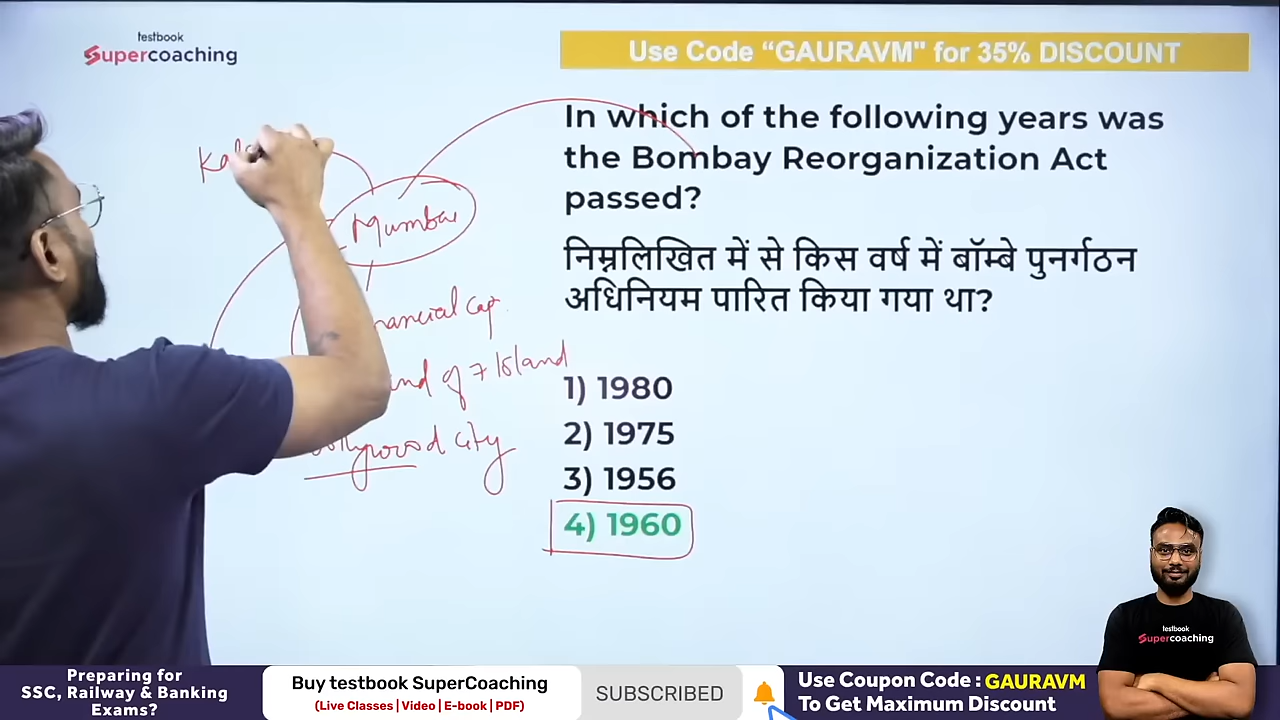 testbook
Supercoaching
Use Code “GAURAVM" for 35% DISCOUNT
In which of the following years was
the Bombay Reorganization Act
passed?
निम्नलिखित में से किस वर्ष में बॉम्बे पुनर्गठन
अधिनियम पारित किया गया था?
1) 1980
2) 1975
3) 1956
4) 1960
Mumbai
cap.
of 7 Island
city
testbook
Supercoaching
Preparing for
SSC, Railway & Banking
Exams?
Buy testbook SuperCoaching
(Live Classes | Video | E-book | PDF)
SUBSCRIBED
Use Coupon Code : GAURAVM
To Get Maximum Discount